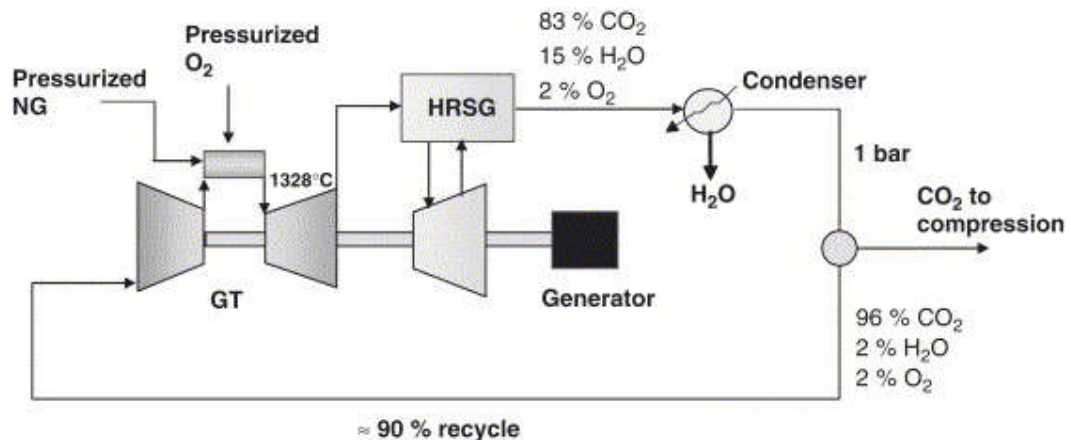 Pressurized
O₂
Pressurized
NG
1328°C
GT
HRSG
83 % CO₂
15 % H₂O
2 % O₂
Condenser
H₂O
1 bar
CO₂ to
compression
Generator
96 % CO₂
2 % H₂O
2 % O₂
≈ 90 % recycle